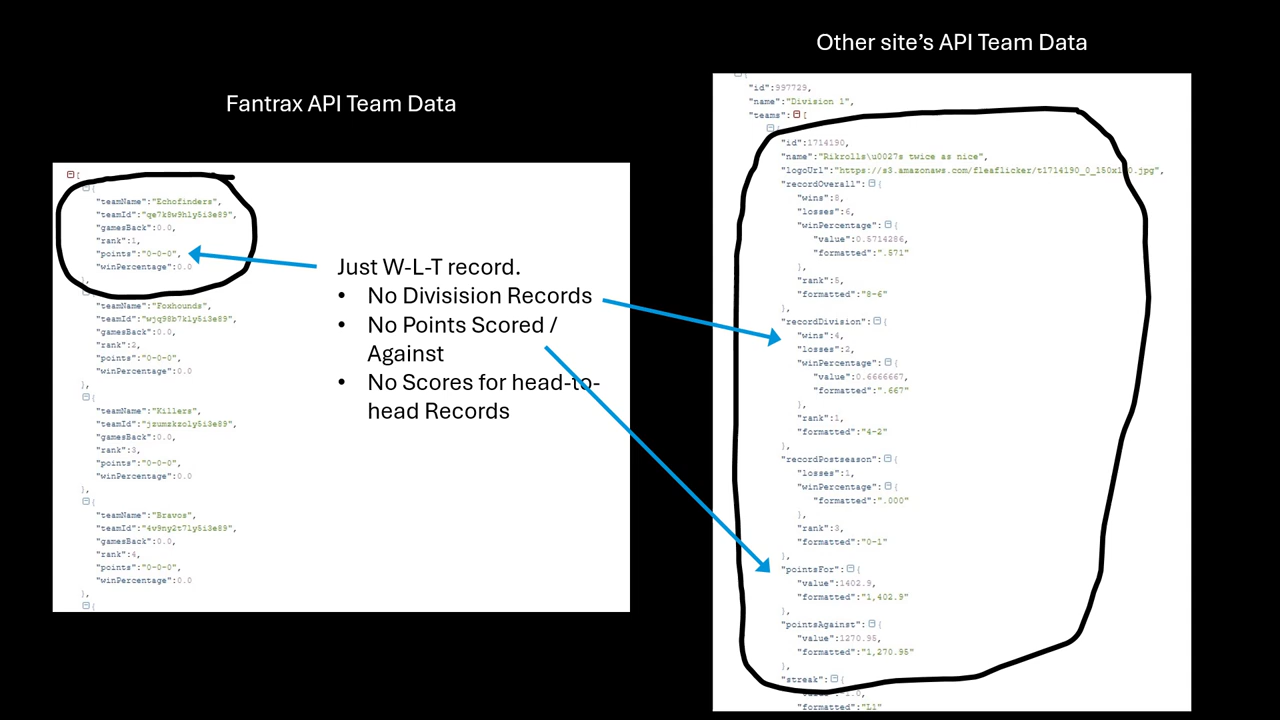 Other site's API Team Data
Fantrax API Team Data
[
{
"teamName":"Echofinders",
"teamId":"qe7k8w9hly5i3e89",
"gamesBack":0.0,
"rank":1,
"points":"0-0-0",
"winPercentage":0.0
},
"teamName":"Foxhounds",
"teamId":"wjq98b7kly5i3e89",
"gamesBack":0.0,
"rank":2,
"points":"0-0-0",
"winPercentage":0.0
},
{
"teamName":"Killers",
"teamId":"jzumzkzoly5i3e89",
"gamesBack":0.0,
"rank":3,
"points":"0-0-0",
"winPercentage":0.0
},
{
"teamName":"Bravos",
"teamId":"4v9ny2t7ly5i3e89",
"gamesBack":0.0,
"rank":4,
"points":"0-0-0",
"winPercentage":0.0
},
{
Just W-L-T record.
• No Divisision Records
• No Points Scored /
Against
• No Scores for head-to-
head Records
"id":997729,
"name":"Division 1",
"teams":[
{
"id":1714190,
"name":"Rikrolls\u0027s twice as nice",
"logoUrl":"https://s3.amazonaws.com/fleaflicker/t1714190_0_150x150.jpg",
"recordOverall":{
"wins":8,
"losses":6,
"winPercentage":{
"value":0.5714286,
"formatted":".571"
},
"rank":5,
"formatted":"8-6"
},
"recordDivision":{
"wins":4,
"losses":2,
"winPercentage":{
"value":0.6666667,
"formatted":".667"
},
"rank":1,
"formatted":"4-2"
},
"recordPostseason":{
"losses":1,
"winPercentage":{
"formatted":".000"
},
"rank":3,
"formatted":"0-1"
},
"pointsFor":{
"value":1402.9,
"formatted":"1,402.9"
},
"pointsAgainst":{
"value":1270.95,
"formatted":"1,270.95"
},
"streak":{
"formatted":"L1"